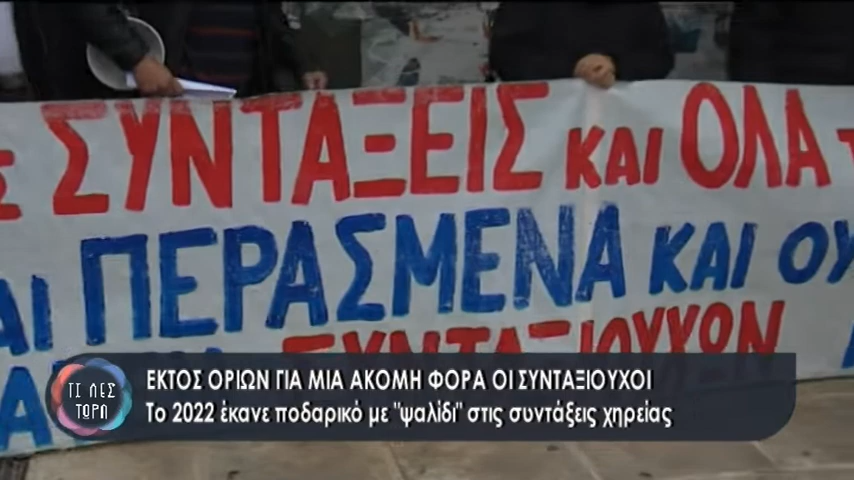 ΣΥΝΤΑΞΕΙΣ ΚΑΙ ΟΛΑ
ΠΕΡΑΣΜΕΝΑ ΚΑΙ
ΣΥΝΤΑΞΙΟΥΧΩΝ
ΤΙ ΛΕΣ
ΤΩΡΑ
ΕΚΤΟΣ ΟΡΙΩΝ ΓΙΑ ΜΙΑ ΑΚΟΜΗ ΦΟΡΑ ΟΙ ΣΥΝΤΑΞΙΟΥΧΟΙ
Το 2022 έκανε ποδαρικό με "ψαλίδι" στις συντάξεις χηρείας